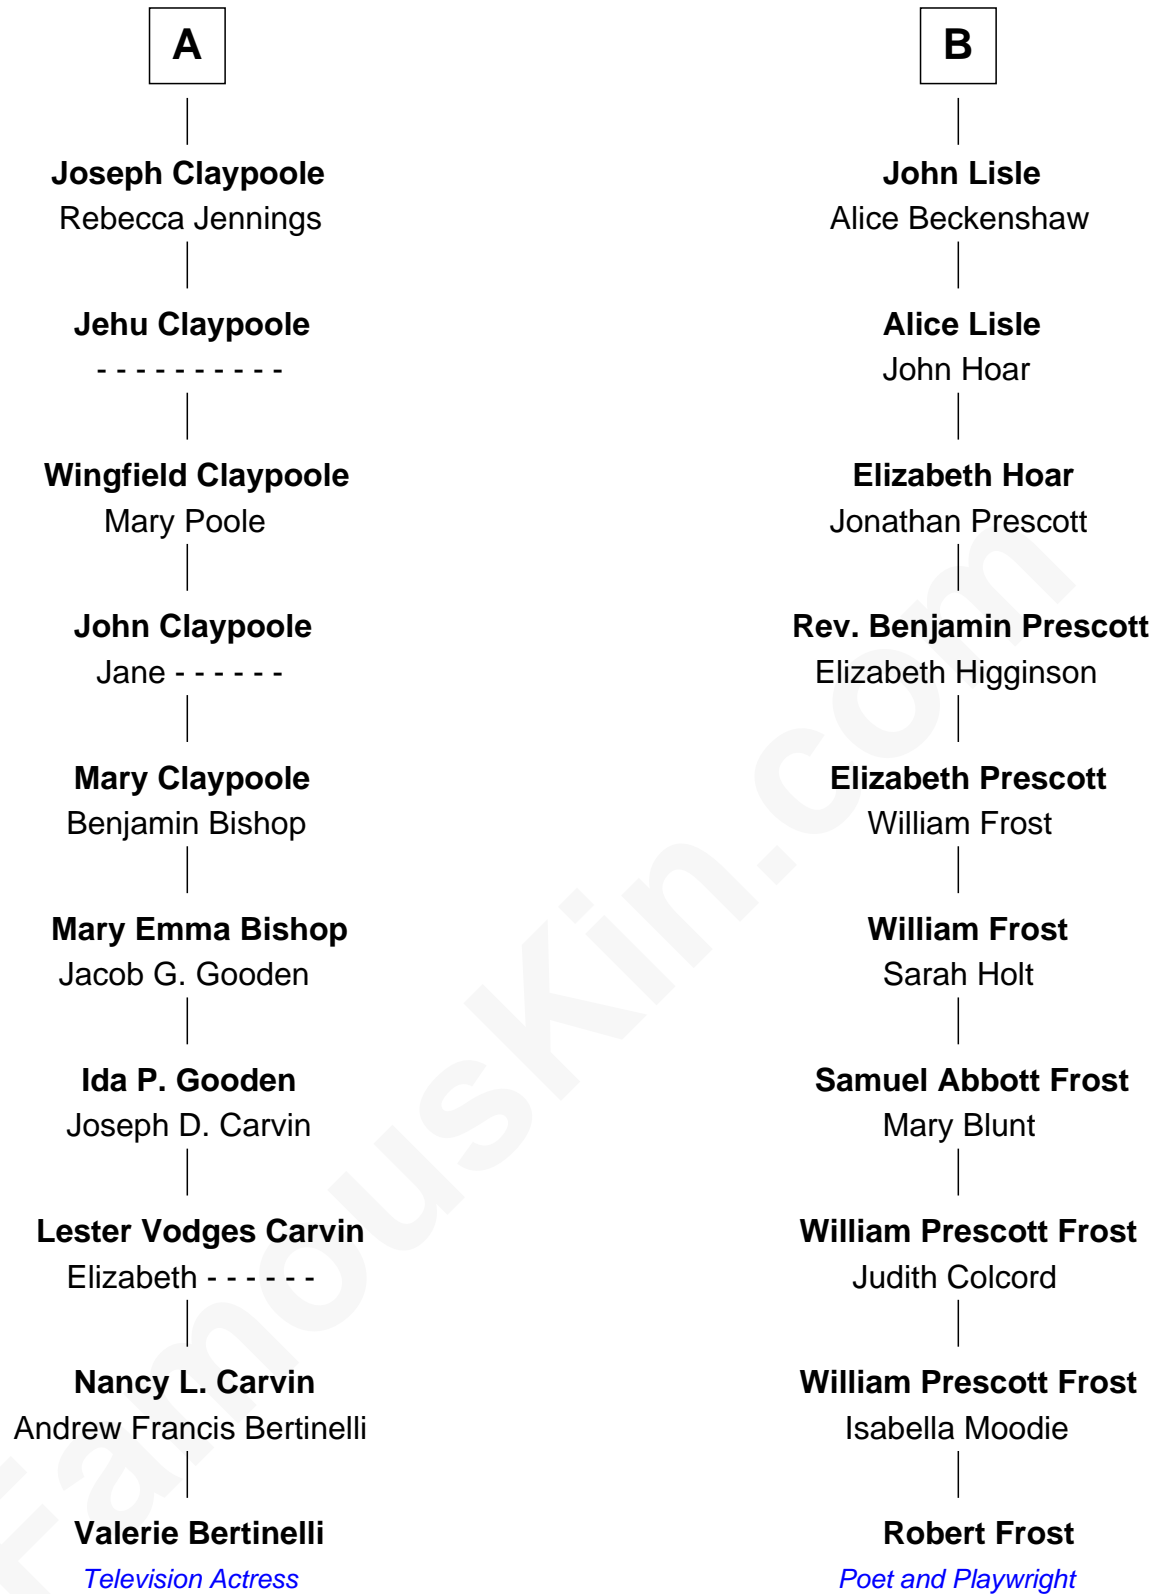 A
Joseph Claypoole
Rebecca Jennings
Jehu Claypoole
- - - - - - - - - -
Wingfield Claypoole
Mary Poole
John Claypoole
Jane - - - - - -
Mary Claypoole
Benjamin Bishop
Mary Emma Bishop
Jacob G. Gooden
Ida P. Gooden
Joseph D. Carvin
Lester Vodges Carvin
Elizabeth - - - - - -
Nancy L. Carvin
Andrew Francis Bertinelli
Valerie Bertinelli
Television Actress
B
John Lisle
Alice Beckenshaw
Alice Lisle
John Hoar
Elizabeth Hoar
Jonathan Prescott
Rev. Benjamin Prescott
Elizabeth Higginson
Elizabeth Prescott
William Frost
William Frost
Sarah Holt
Samuel Abbott Frost
Mary Blunt
William Prescott Frost
Judith Colcord
William Prescott Frost
Isabella Moodie
Robert Frost
Poet and Playwright
FamousKin.com